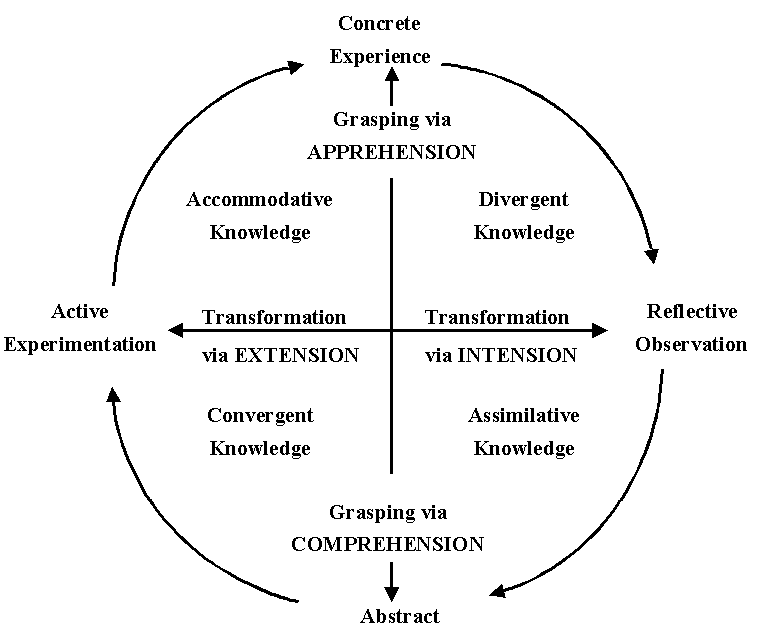 Concrete
Experience
Grasping via
APPREHENSION
Accommodative
Knowledge
Divergent
Knowledge
Active
Experimentation
Transformation
via EXTENSION
Transformation
via INTENSION
Reflective
Observation
Convergent
Knowledge
Assimilative
Knowledge
Grasping via
COMPREHENSION
Abstract